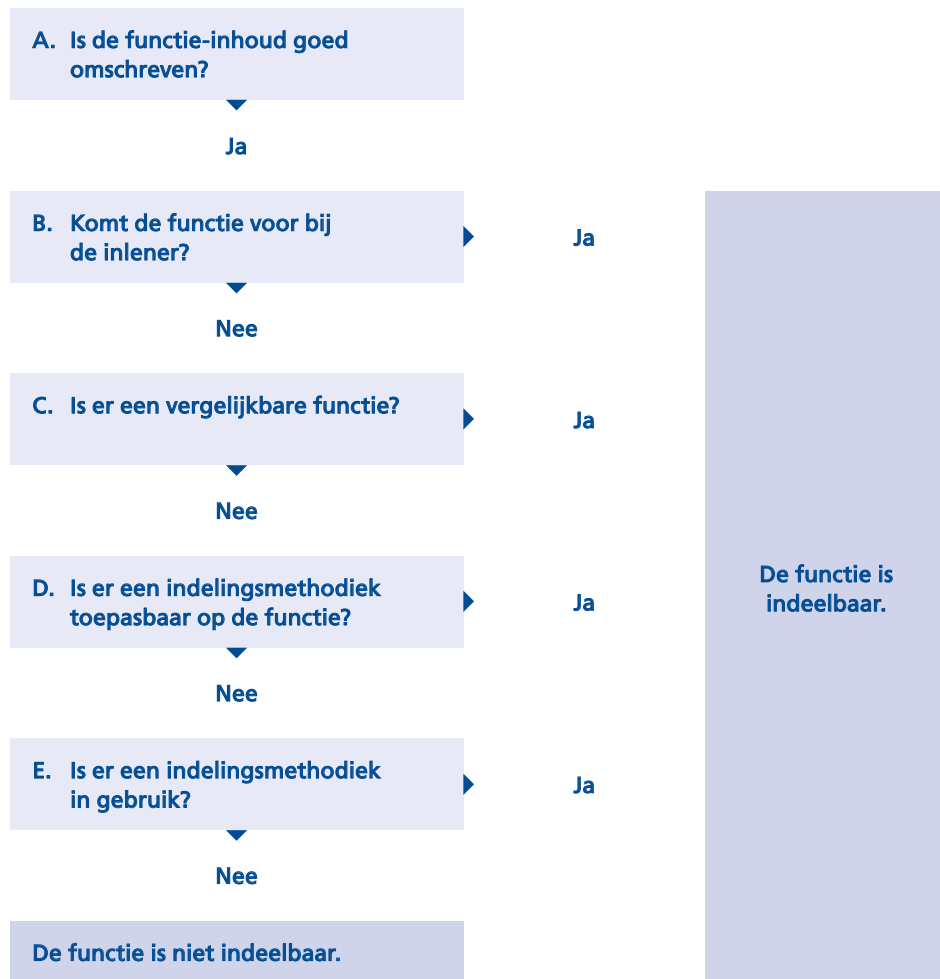 A. Is de functie-inhoud goed
omschreven?
Ja
B. Komt de functie voor bij
de inlener?
Ja
Nee
C. Is er een vergelijkbare functie?
Ja
Nee
D. Is er een indelingsmethodiek
toepasbaar op de functie?
Ja
Nee
E. Is er een indelingsmethodiek
in gebruik?
Ja
Nee
De functie is niet indeelbaar.
De functie is
indeelbaar.